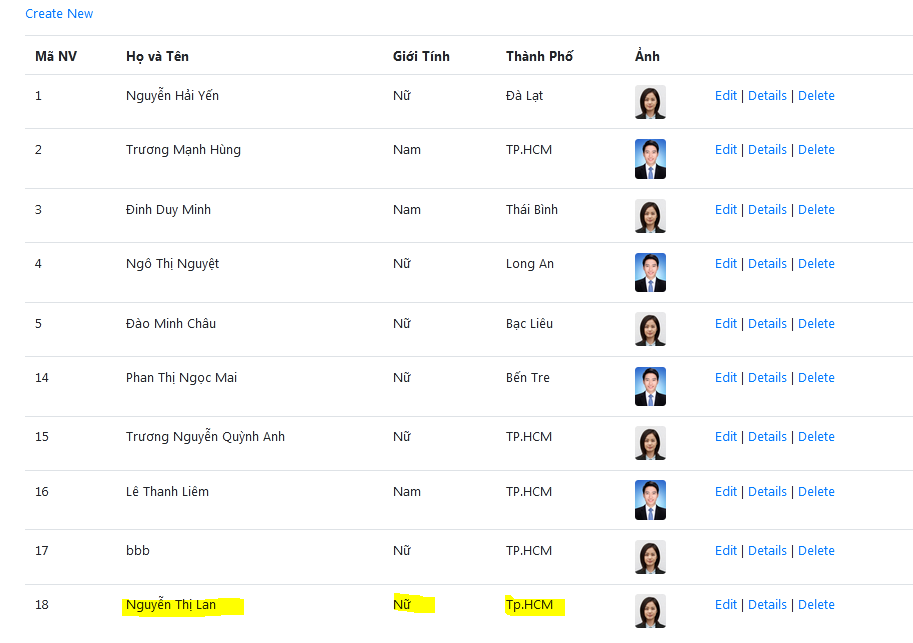 Create New
Mã NV Họ và Tên Giới Tính Thành Phố Ảnh
1 Nguyễn Hải Yến Nữ Đà Lạt Edit | Details | Delete
2 Trương Mạnh Hùng Nam TP.HCM Edit | Details | Delete
3 Đinh Duy Minh Nam Thái Bình Edit | Details | Delete
4 Ngô Thị Nguyệt Nữ Long An Edit | Details | Delete
5 Đào Minh Châu Nữ Bạc Liêu Edit | Details | Delete
14 Phan Thị Ngọc Mai Nữ Bến Tre Edit | Details | Delete
15 Trương Nguyễn Quỳnh Anh Nữ TP.HCM Edit | Details | Delete
16 Lê Thanh Liêm Nam TP.HCM Edit | Details | Delete
17 bbb Nữ TP.HCM Edit | Details | Delete
18 Nguyễn Thị Lan Nữ Tp.HCM Edit | Details | Delete